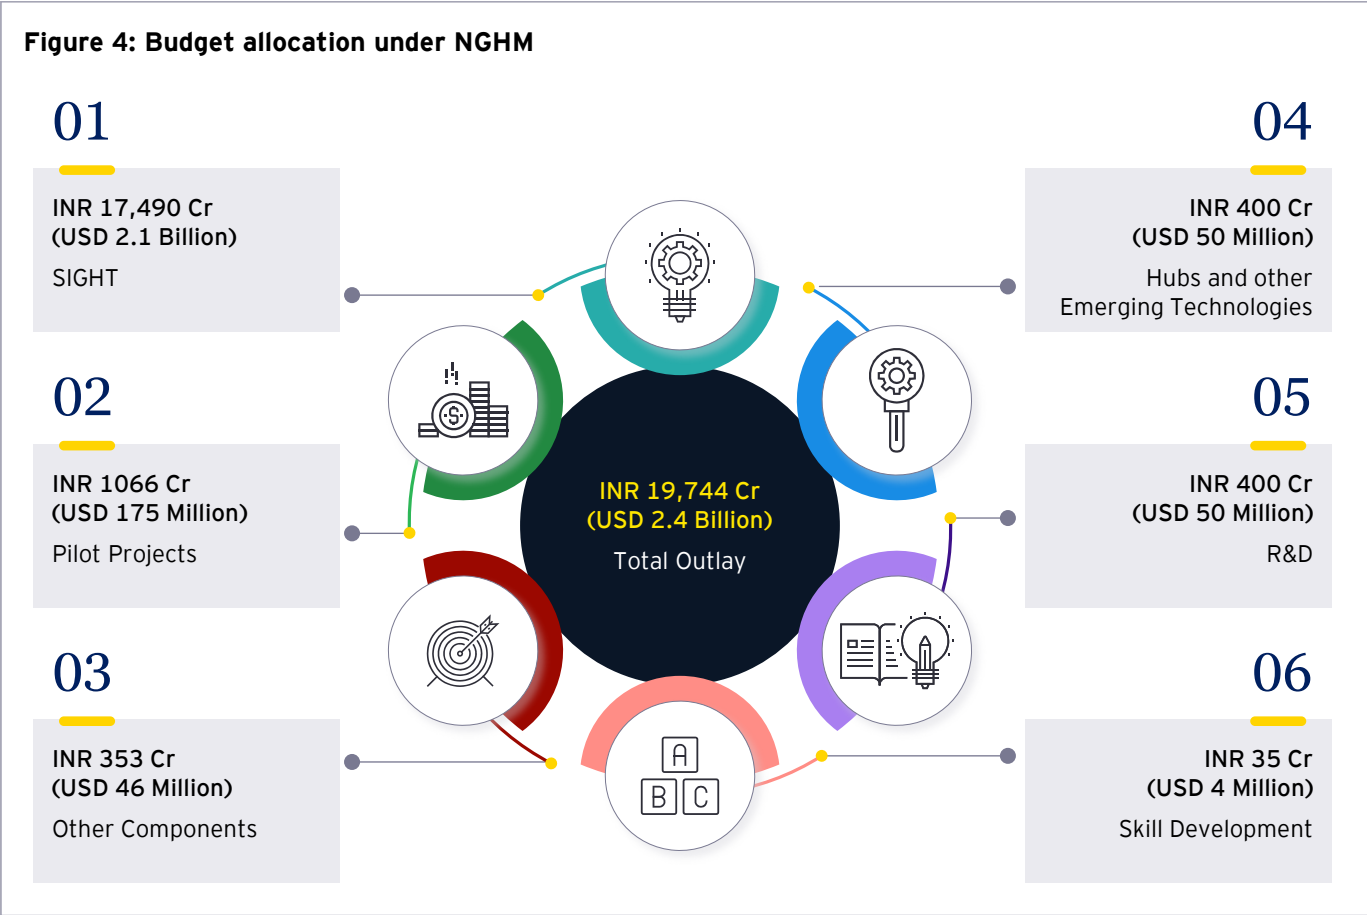 Figure 4: Budget allocation under NGHM
01
INR 17,490 Cr
(USD 2.1 Billion)
SIGHT
02
INR 1066 Cr
(USD 175 Million)
Pilot Projects
03
INR 353 Cr
(USD 46 Million)
Other Components
INR 19,744 Cr
(USD 2.4 Billion)
Total Outlay
A
B C
04
INR 400 Cr
(USD 50 Million)
Hubs and other
Emerging Technologies
05
INR 400 Cr
(USD 50 Million)
R&D
06
INR 35 Cr
(USD 4 Million)
Skill Development